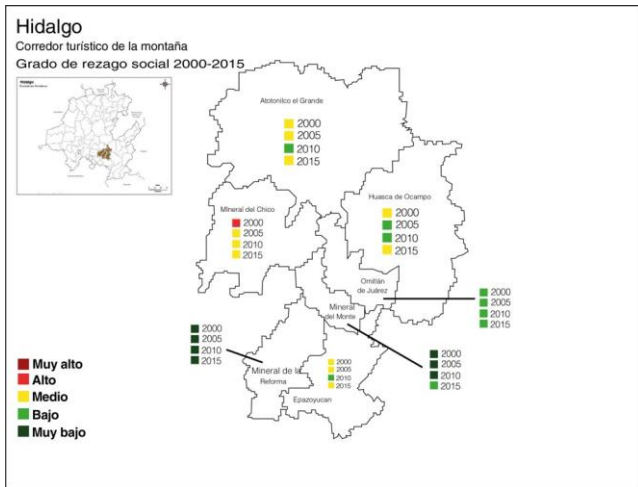 Hidalgo
Corredor turístico de la montaña
Grado de rezago social 2000-2015
Hidalgo
Atotonilco el Grande
2000
2005
2010
2015
Mineral del Chico
2000
2005
2010
2015
Huasca de Ocampo
2000
2005
2010
2015
Omitlán
de Juárez
2000
2005
2010
2015
Mineral
del Monte
2000
2005
2010
2015
2000
2005
2010
2015
Mineral de la
Reforma
2000
2005
2010
2015
Epazoyucan
Muy alto
Alto
Medio
Bajo
Muy bajo